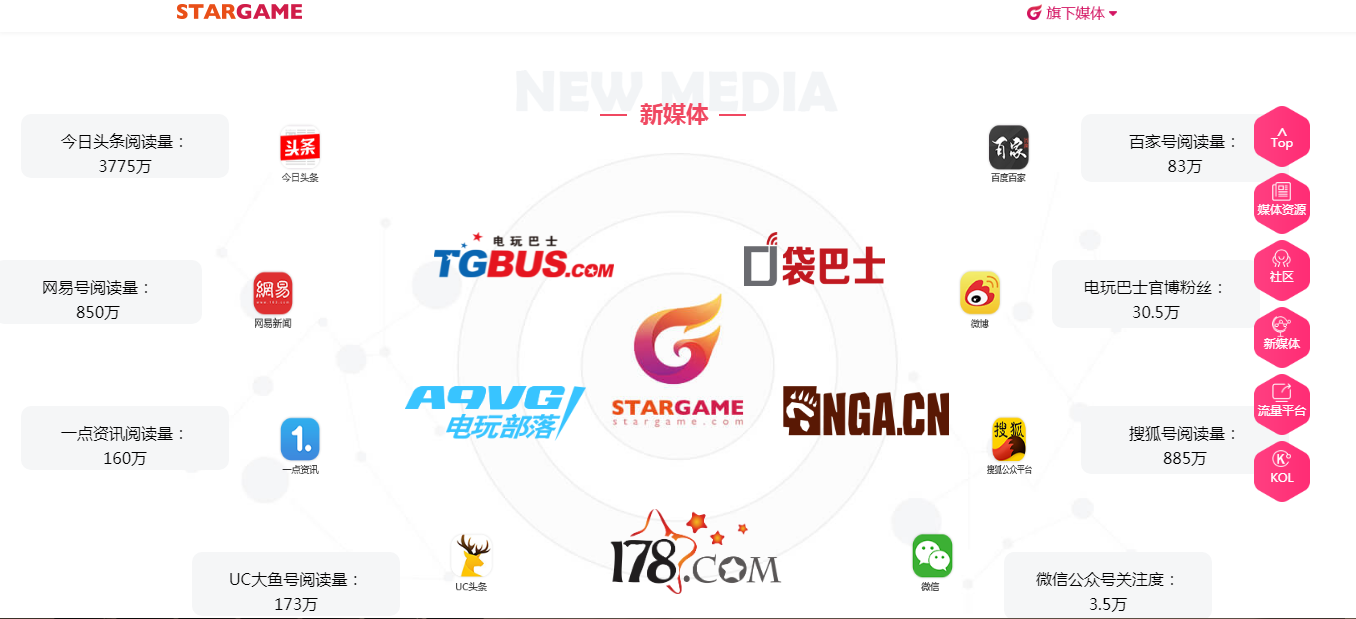 STARGAME
旗下媒体
NEW MEDIA
新媒体
今日头条阅读量：
3775万
头条
今日头条
百家
百度百家
百家号阅读量：
83万
Top
媒体资源
社区
新媒体
流量平台
KOL
网易号阅读量：
850万
網易
www.163.com
网易新闻
电玩巴士
TGBUS.COM
口袋巴士
微博
电玩巴士官博粉丝：
30.5万
STARGAME
stargame.com
A9VG
电玩部落
NGA.CN
一点资讯阅读量：
160万
1.
一点资讯
搜狐
搜狐公众平台
搜狐号阅读量：
885万
UC大鱼号阅读量：
173万
UC头条
178.COM
微信
微信公众号关注度：
3.5万